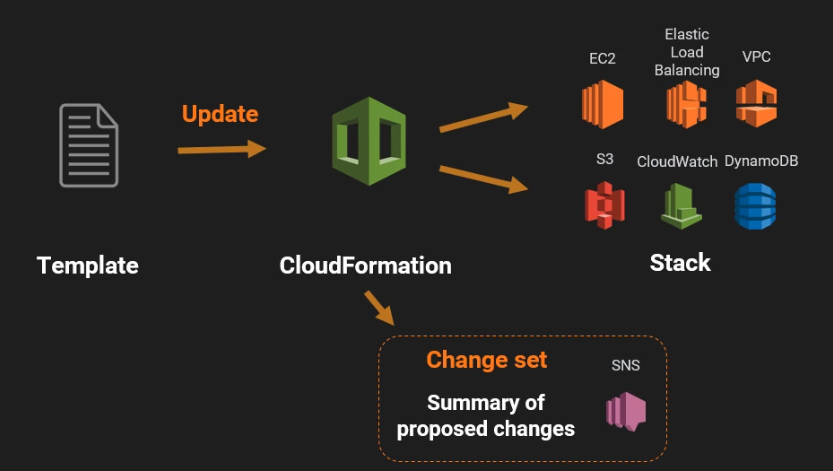 Update
EC2
Elastic
Load
Balancing
VPC
S3
CloudWatch
DynamoDB
Template
CloudFormation
Stack
Change set
SNS
Summary of
proposed changes